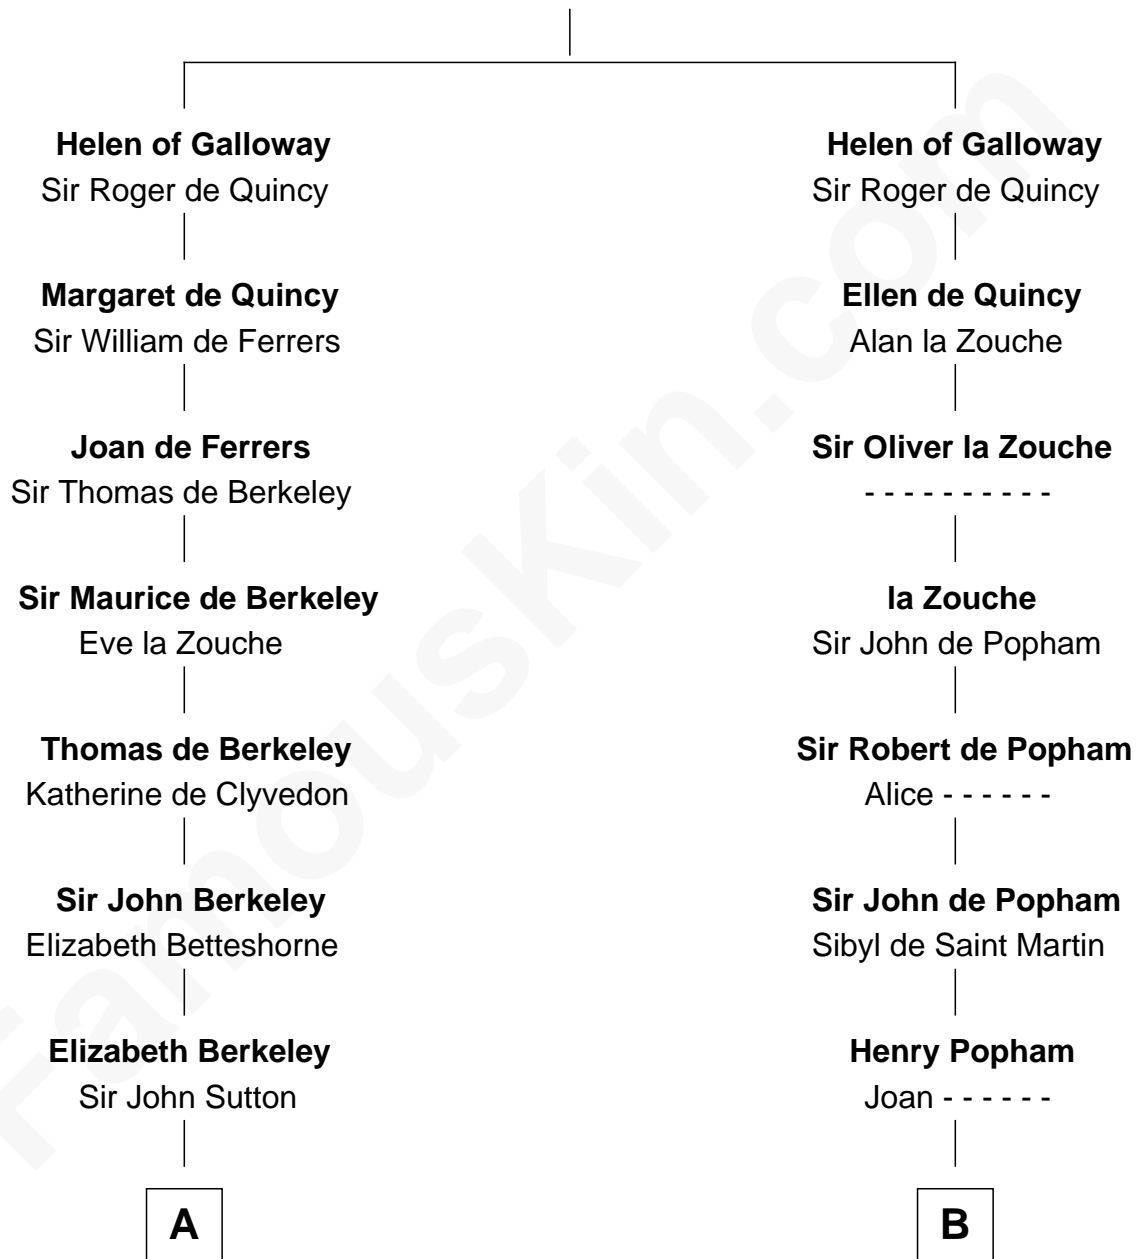 Helen of Galloway
Sir Roger de Quincy
Margaret de Quincy
Sir William de Ferrers
Joan de Ferrers
Sir Thomas de Berkeley
Sir Maurice de Berkeley
Eve la Zouche
Thomas de Berkeley
Katherine de Clyvedon
Sir John Berkeley
Elizabeth Betteshorne
Elizabeth Berkeley
Sir John Sutton
A
Helen of Galloway
Sir Roger de Quincy
Ellen de Quincy
Alan la Zouche
Sir Oliver la Zouche
- - - - - - - - - -
la Zouche
Sir John de Popham
Sir Robert de Popham
Alice - - - - - -
Sir John de Popham
Sibyl de Saint Martin
Henry Popham
Joan - - - - - -
B
FamousKin.com